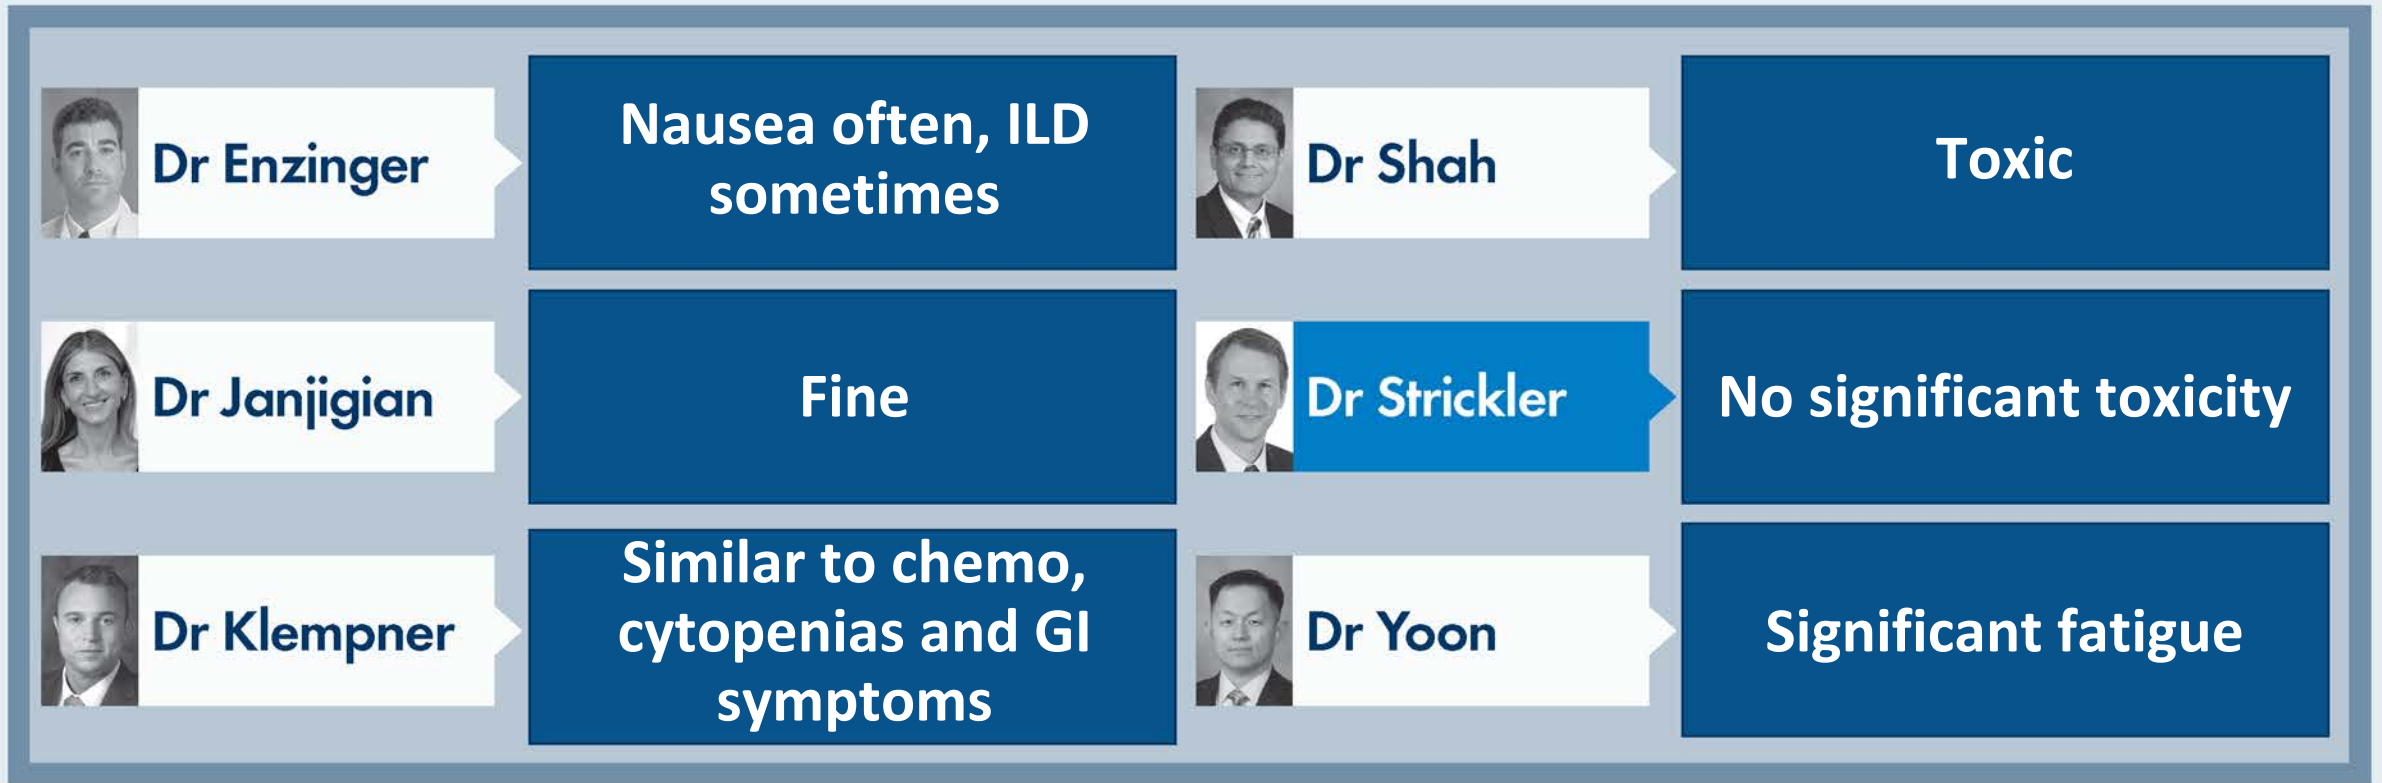 Dr Enzinger
Nausea often, ILD
sometimes
Dr Shah
Toxic
Dr Janjigian
Fine
Dr Strickler
No significant toxicity
Dr Klempner
Similar to chemo,
cytopenias and GI
symptoms
Dr Yoon
Significant fatigue